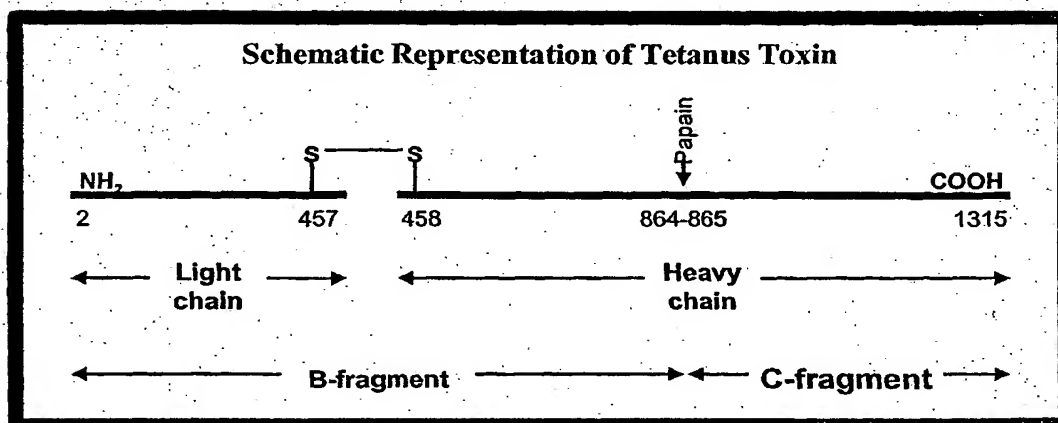 Schematic Representation of Tetanus Toxin
Papain
S S
NH2 COOH
2 457 458 864-865 1315
Light chain
Heavy chain
B-fragment C-fragment